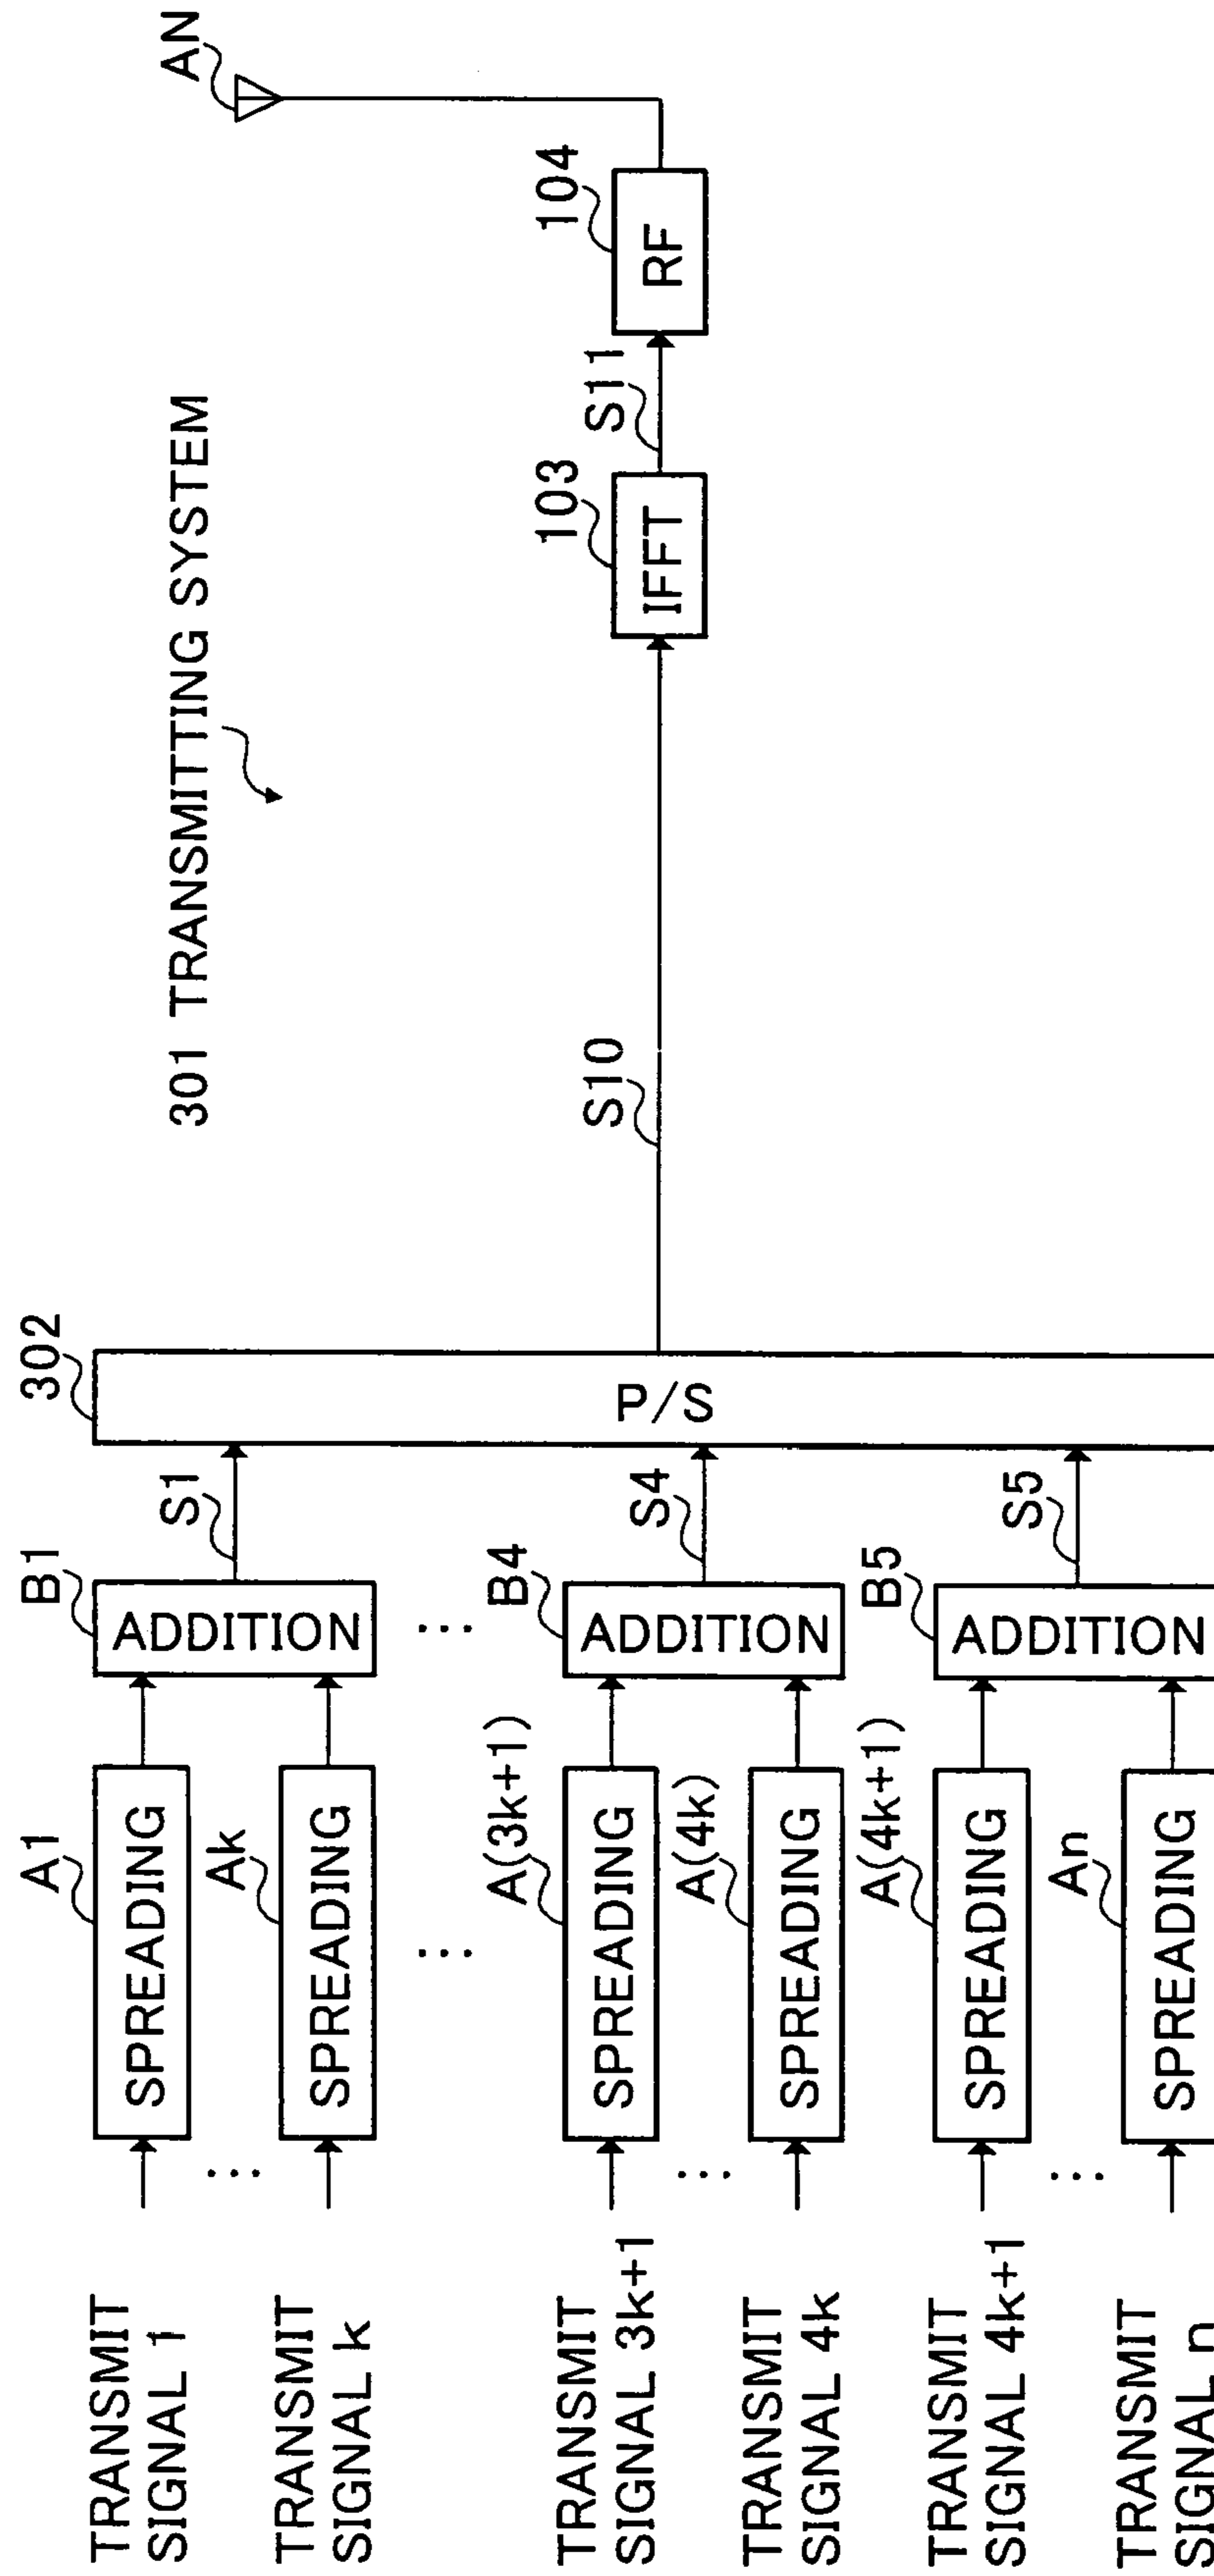 301 TRANSMITTING SYSTEM
AN
TRANSMIT
SIGNAL 1
A1
SPREADING
B1
ADDITION
S1
302
P/S
TRANSMIT
SIGNAL k
Ak
SPREADING
...
...
...
TRANSMIT
SIGNAL 3k+1
A(3k+1)
SPREADING
B4
ADDITION
S4
S10
103
IFFT
S11
104
RF
...
TRANSMIT
SIGNAL 4k
A(4k)
SPREADING
TRANSMIT
SIGNAL 4k+1
A(4k+1)
SPREADING
B5
ADDITION
S5
...
TRANSMIT
SIGNAL n
An
SPREADING